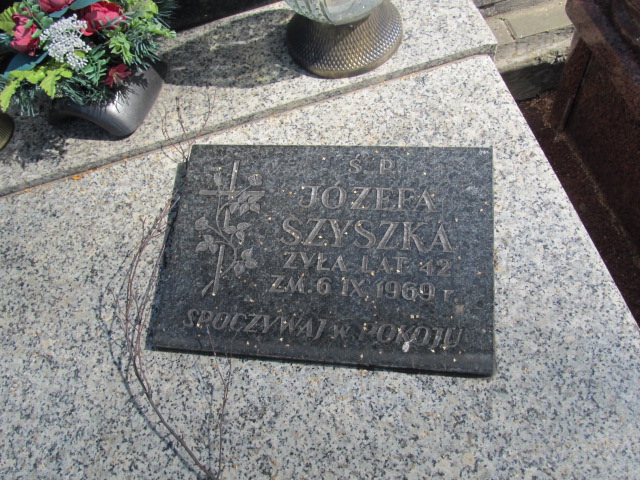 Ś. P.
JÓZEFA
SZYSZKA
ŻYŁA LAT 42
ZM. 6 IX 1969 r.
SPOCZYWAJ W POKOJU